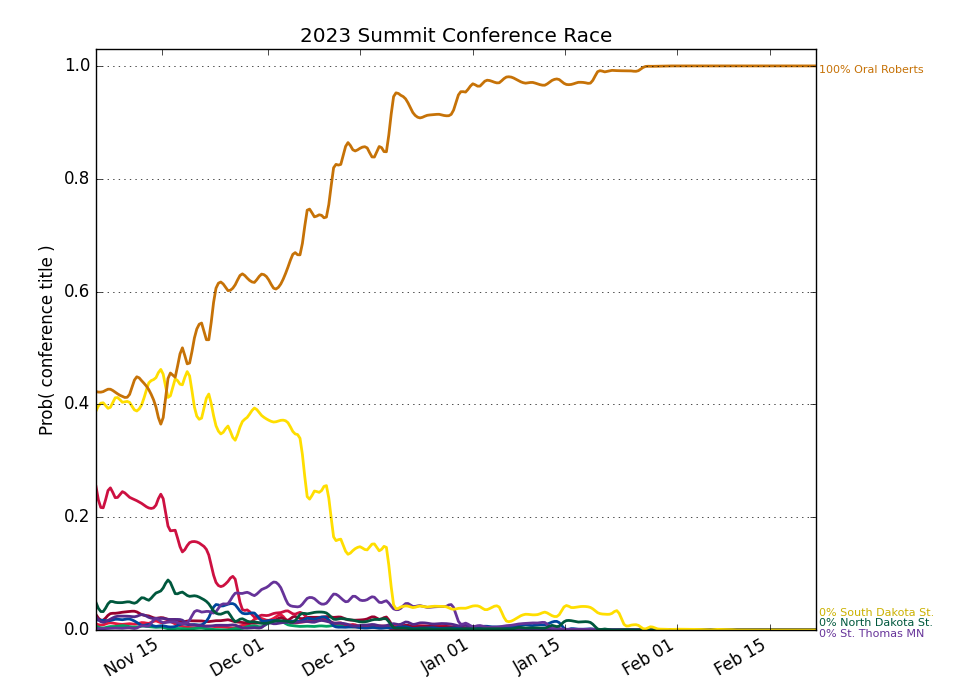 2023 Summit Conference Race
Prob( conference title )
1.0
0.8
0.6
0.4
0.2
0.0
Nov 15
Dec 01
Dec 15
Jan 01
Jan 15
Feb 01
Feb 15
100% Oral Roberts
0% South Dakota St.
0% North Dakota St.
0% St. Thomas MN